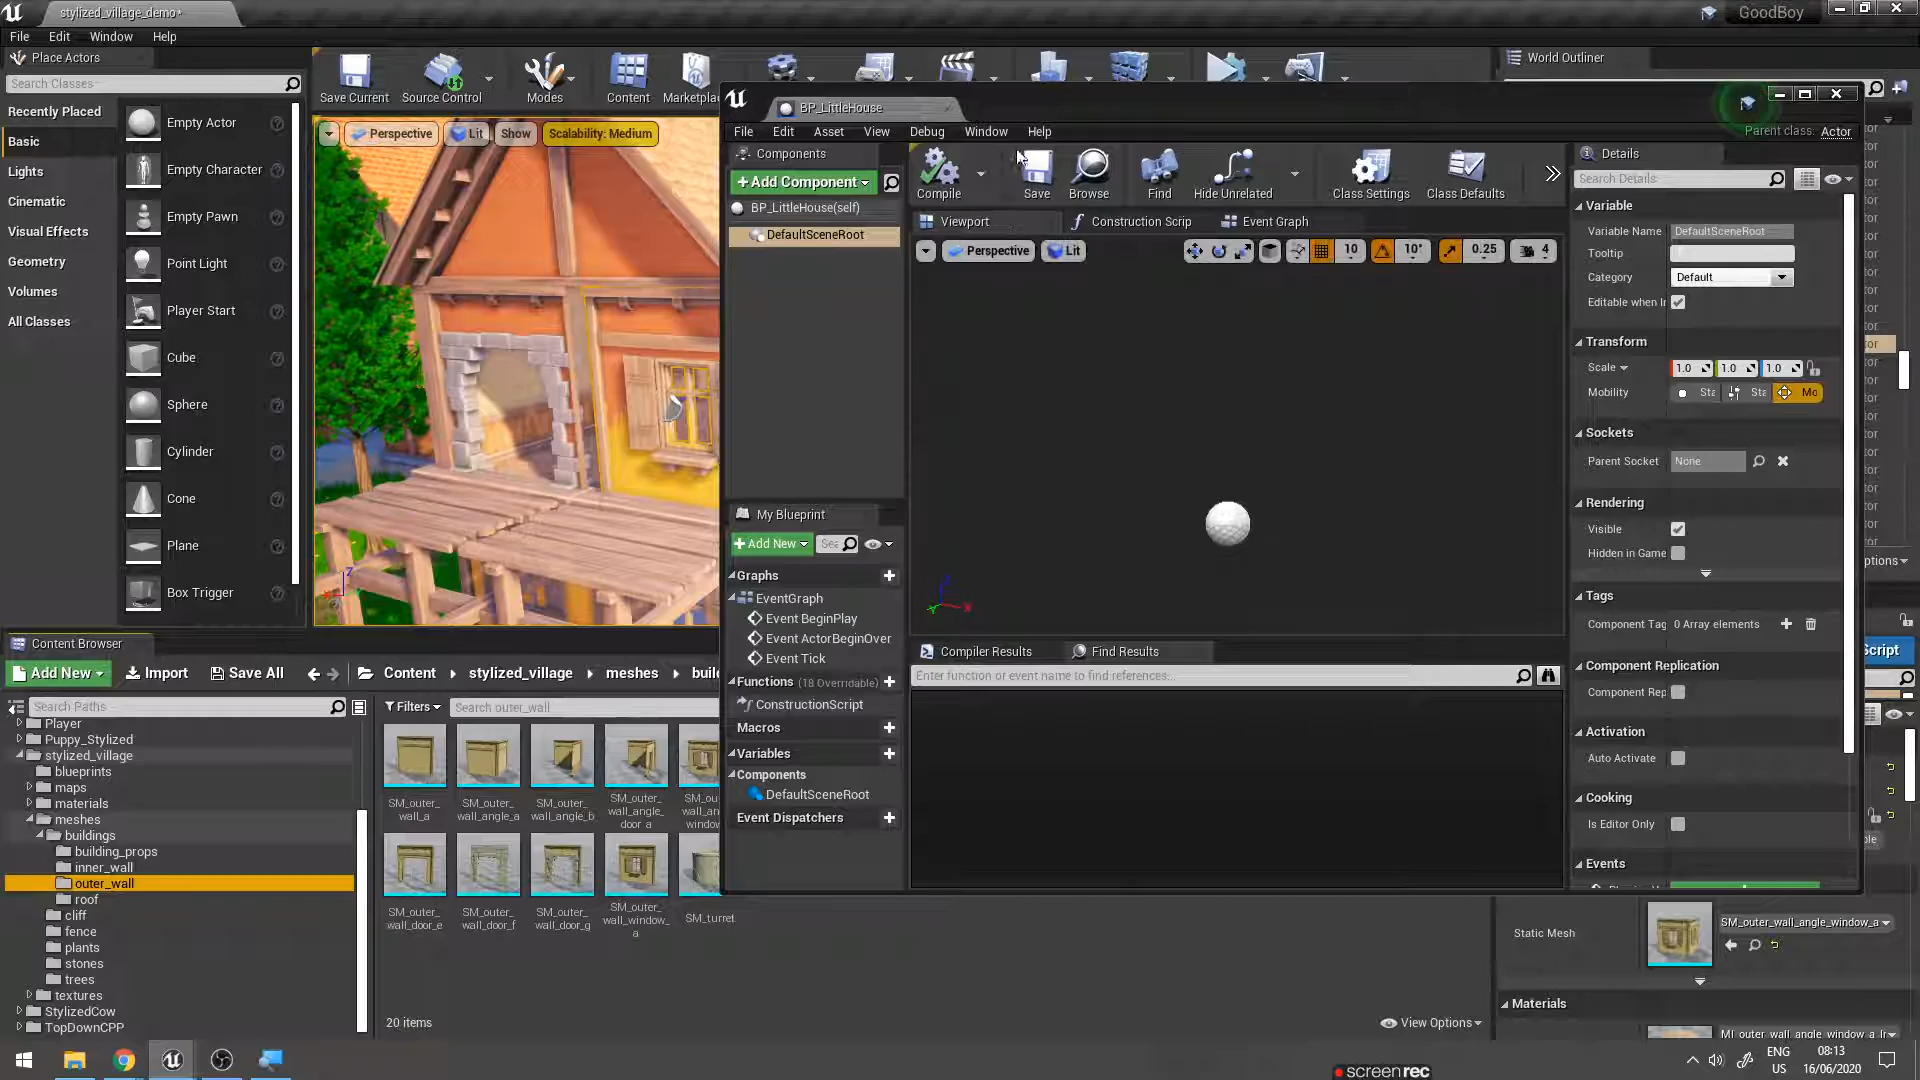 stylized_village_demo*
GoodBoy
File Edit Window Help
Place Actors
Search Classes
Recently Placed
Basic
Lights
Cinematic
Visual Effects
Geometry
Volumes
All Classes
Empty Actor
Empty Character
Empty Pawn
Point Light
Player Start
Cube
Sphere
Cylinder
Cone
Plane
Box Trigger
Save Current Source Control Modes Content Marketplac
Perspective Lit Show Scalability: Medium
World Outliner
BP_LittleHouse
File Edit Asset View Debug Window Help
Parent class: Actor
Components
+ Add Component
BP_LittleHouse(self)
DefaultSceneRoot
Compile Save Browse Find Hide Unrelated Class Settings Class Defaults
Viewport Construction Scrip Event Graph
Perspective Lit 10 10° 0.25 4
My Blueprint
+ Add New Sea
Graphs
EventGraph
Event BeginPlay
Event ActorBeginOver
Event Tick
Functions (18 Overridable)
ConstructionScript
Macros
Variables
Components
DefaultSceneRoot
Event Dispatchers
Compiler Results Find Results
Enter function or event name to find references...
Details
Search Details
Variable
Variable Name DefaultSceneRoot
Tooltip
Category Default
Editable when Ir
Transform
Scale 1.0 1.0 1.0
Mobility Sta Sta Mo
Sockets
Parent Socket None
Rendering
Visible
Hidden in Game
Tags
Component Tag 0 Array elements
Component Replication
Component Rep
Activation
Auto Activate
Cooking
Is Editor Only
Events
Content Browser
Add New Import Save All Content stylized_village meshes buil
Search Paths
Filters Search outer_wall
Player
Puppy_Stylized
stylized_village
blueprints
maps
materials
meshes
buildings
building_props
inner_wall
outer_wall
roof
cliff
fence
plants
stones
trees
textures
StylizedCow
TopDownCPP
SM_outer_wall_a
SM_outer_wall_angle_a
SM_outer_wall_angle_b
SM_outer_wall_angle_door_a
SM_outer_wall_door_e
SM_outer_wall_door_f
SM_outer_wall_door_g
SM_outer_wall_window_a
SM_turret
20 items
View Options
Static Mesh SM_outer_wall_angle_window_a
Materials
ENG
US
08:13
16/06/2020
screenrec